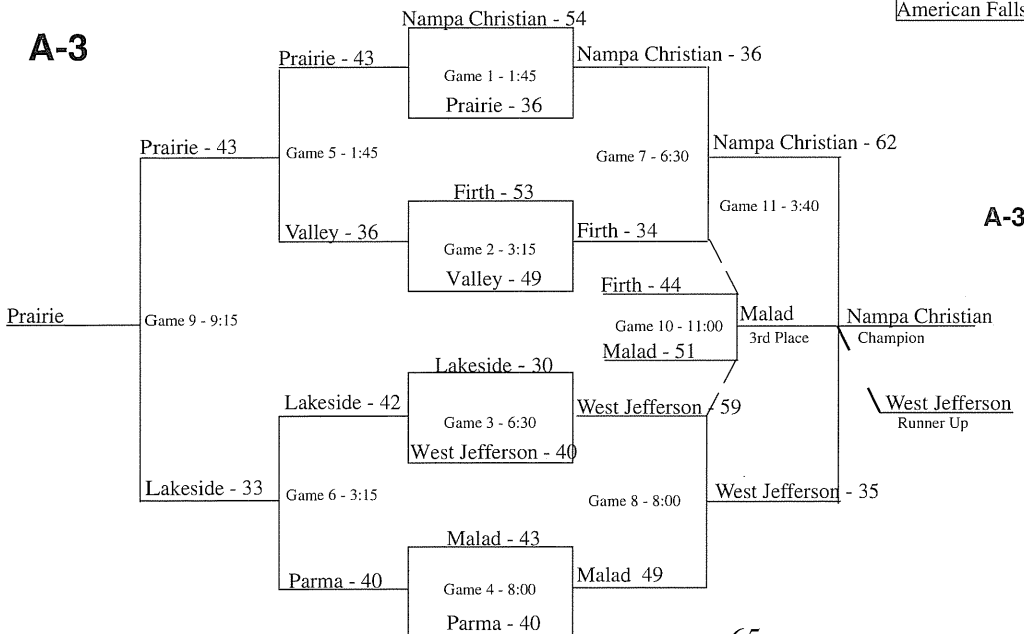 American Falls
A-3
Nampa Christian - 54
Prairie - 43
Game 1 - 1:45
Nampa Christian - 36
Prairie - 36
Prairie - 43
Game 5 - 1:45
Game 7 - 6:30
Nampa Christian - 62
Firth - 53
Game 11 - 3:40
A-3
Valley - 36
Game 2 - 3:15
Firth - 34
Valley - 49
Firth - 44
Prairie
Game 9 - 9:15
Game 10 - 11:00
Malad
3rd Place
Nampa Christian
Champion
Malad - 51
Lakeside - 30
Lakeside - 42
Game 3 - 6:30
West Jefferson - 59
West Jefferson
Runner Up
West Jefferson - 40
Lakeside - 33
Game 6 - 3:15
Game 8 - 8:00
West Jefferson - 35
Malad - 43
Parma - 40
Game 4 - 8:00
Malad 49
Parma - 40